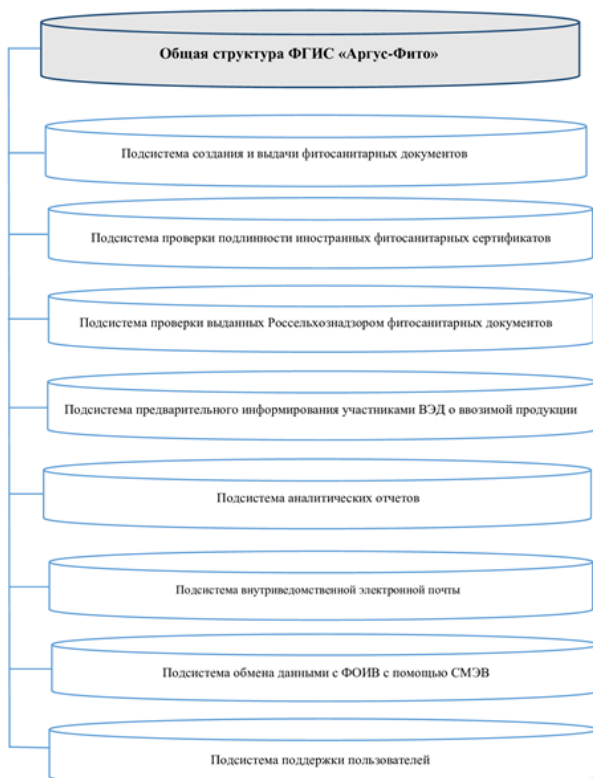 Общая структура ФГИС «Аргус-Фито»
Подсистема создания и выдачи фитосанитарных документов
Подсистема проверки подлинности иностранных фитосанитарных сертификатов
Подсистема проверки выданных Россельхознадзором фитосанитарных документов
Подсистема предварительного информирования участниками ВЭД о ввозимой продукции
Подсистема аналитических отчетов
Подсистема внутриведомственной электронной почты
Подсистема обмена данными с ФОИВ с помощью СМЭВ
Подсистема поддержки пользователей